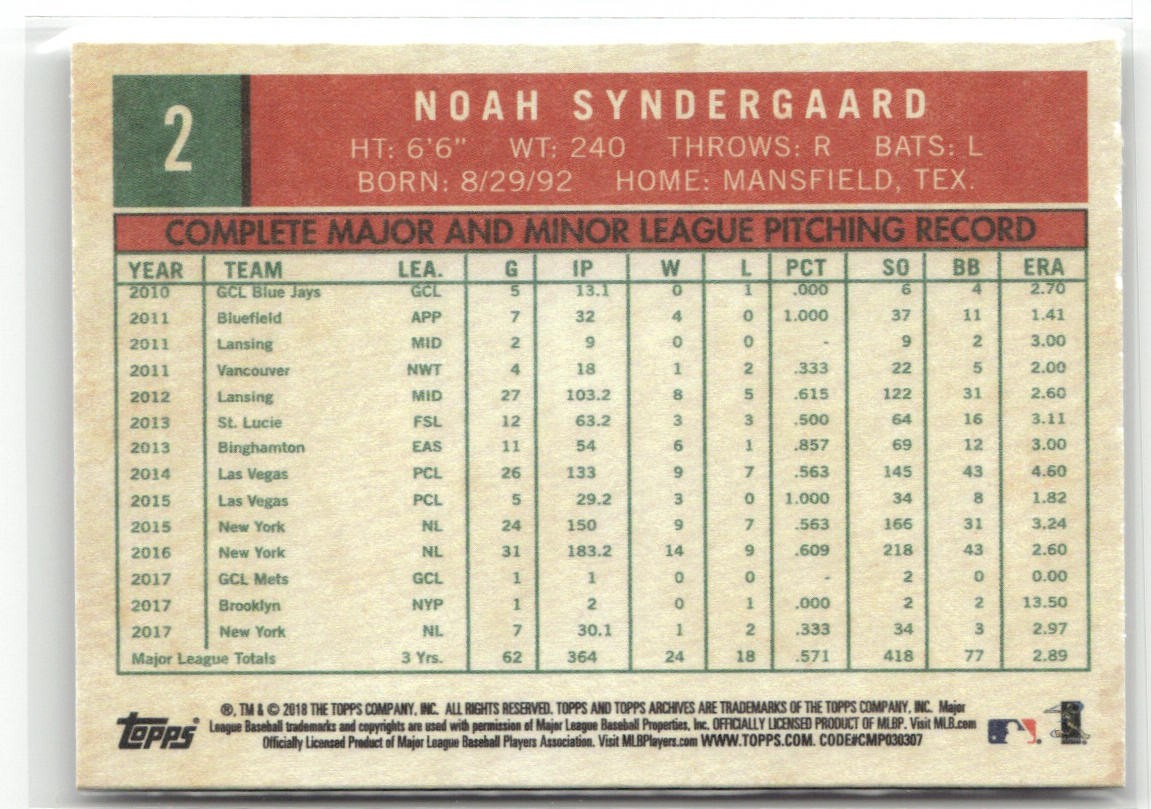 2
NOAH SYNDERGAARD
HT: 6'6" WT: 240 THROWS: R BATS: L
BORN: 8/29/92 HOME: MANSFIELD, TEX.
COMPLETE MAJOR AND MINOR LEAGUE PITCHING RECORD
YEAR TEAM LEA. G IP W L PCT SO BB ERA
2010 GCL Blue Jays GCL 5 13.1 0 1 .000 6 4 2.70
2011 Bluefield APP 7 32 4 0 1.000 37 11 1.41
2011 Lansing MID 2 9 0 0 - 9 2 3.00
2011 Vancouver NWT 4 18 1 2 .333 22 5 2.00
2012 Lansing MID 27 103.2 8 5 .615 122 31 2.60
2013 St. Lucie FSL 12 63.2 3 3 .500 64 16 3.11
2013 Binghamton EAS 11 54 6 1 .857 69 12 3.00
2014 Las Vegas PCL 26 133 9 7 .563 145 43 4.60
2015 Las Vegas PCL 5 29.2 3 0 1.000 34 8 1.82
2015 New York NL 24 150 9 7 .563 166 31 3.24
2016 New York NL 31 183.2 14 9 .609 218 43 2.60
2017 GCL Mets GCL 1 1 0 0 - 2 0 0.00
2017 Brooklyn NYP 1 2 0 1 .000 2 2 13.50
2017 New York NL 7 30.1 1 2 .333 34 3 2.97
Major League Totals 3 Yrs. 62 364 24 18 .571 418 77 2.89
®, TM & © 2018 THE TOPPS COMPANY, INC. ALL RIGHTS RESERVED. TOPPS AND TOPPS ARCHIVES ARE TRADEMARKS OF THE TOPPS COMPANY, INC. Major
League Baseball trademarks and copyrights are used with permission of Major League Baseball Properties, Inc. OFFICIALLY LICENSED PRODUCT OF MLBP. Visit MLB.com
Officially Licensed Product of Major League Baseball Players Association. Visit MLBPlayers.com WWW.TOPPS.COM. CODE#CMP030307
Topps